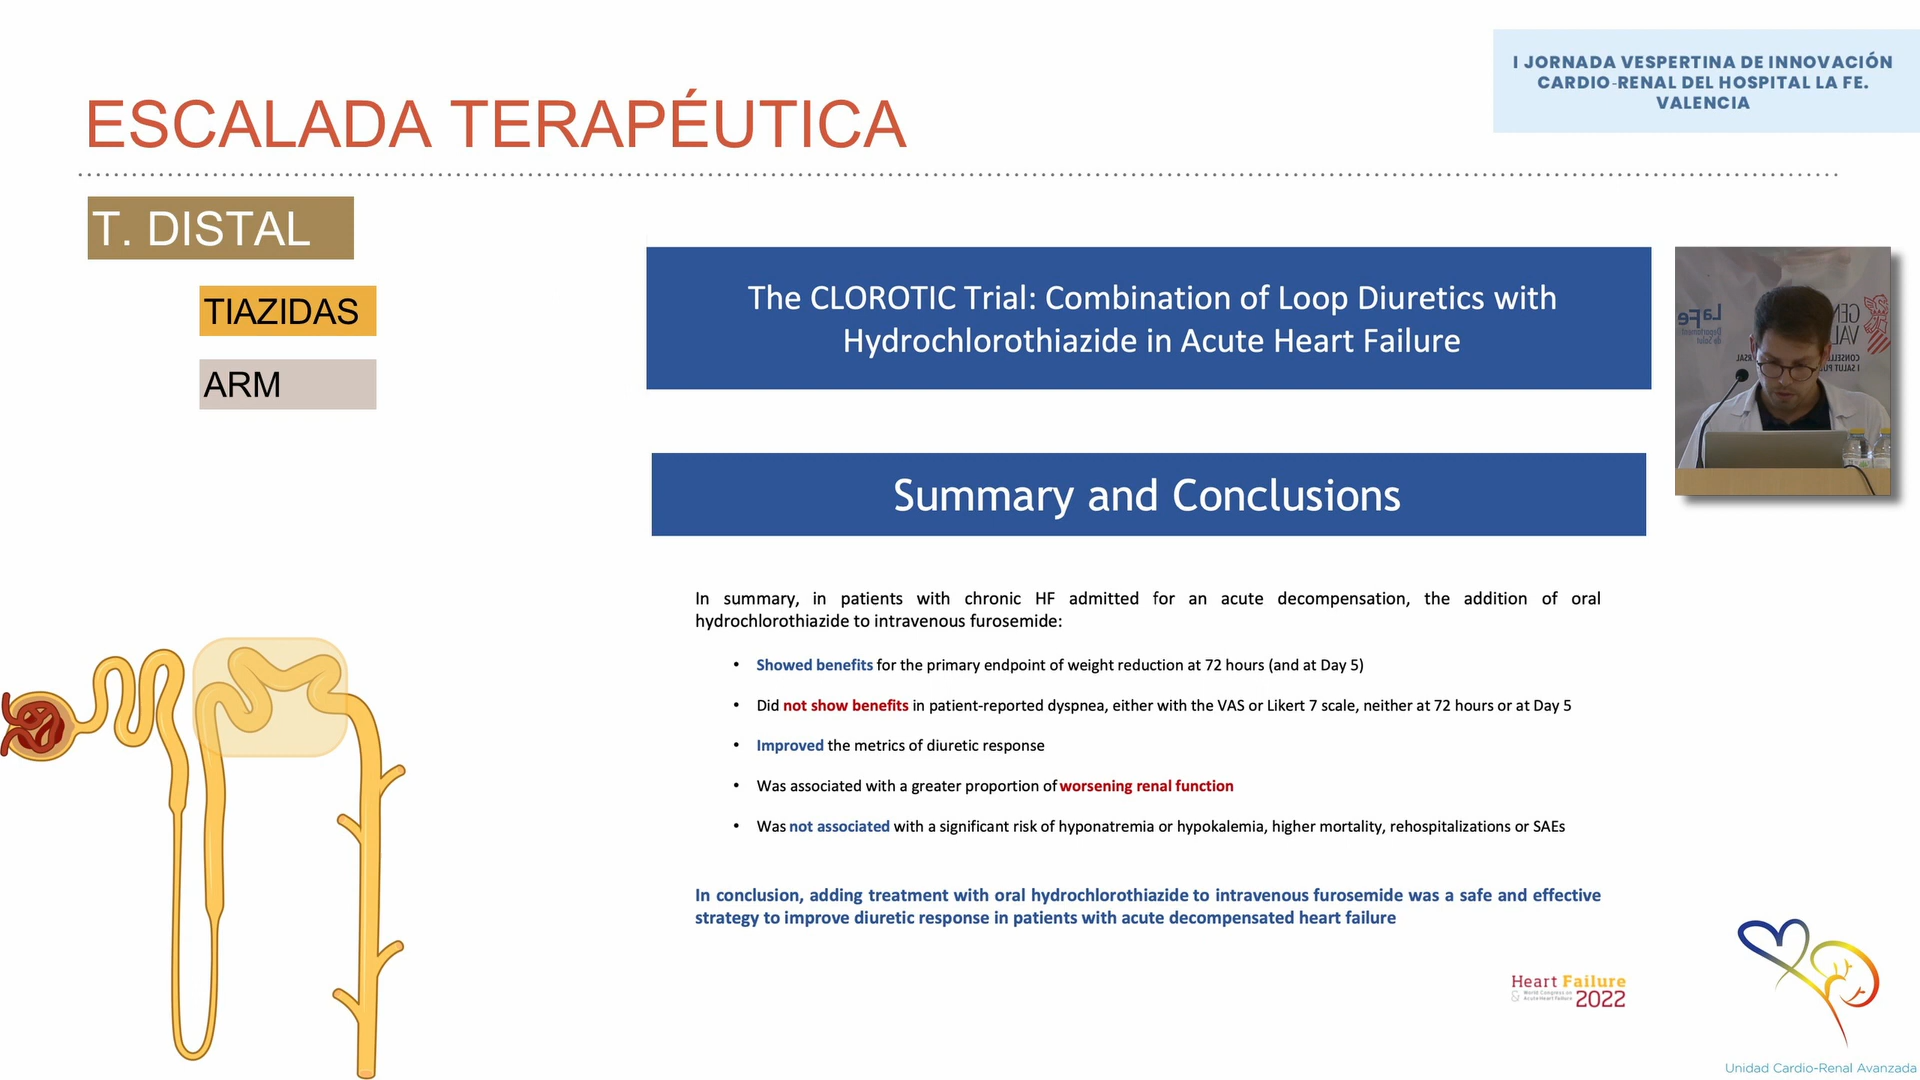 I JORNADA VESPERTINA DE INNOVACIÓN
CARDIO-RENAL DEL HOSPITAL LA FE.
VALENCIA
ESCALADA TERAPÉUTICA
T. DISTAL
TIAZIDAS
ARM
The CLOROTIC Trial: Combination of Loop Diuretics with
Hydrochlorothiazide in Acute Heart Failure
Summary and Conclusions
In summary, in patients with chronic HF admitted for an acute decompensation, the addition of oral
hydrochlorothiazide to intravenous furosemide:
• Showed benefits for the primary endpoint of weight reduction at 72 hours (and at Day 5)
• Did not show benefits in patient-reported dyspnea, either with the VAS or Likert 7 scale, neither at 72 hours or at Day 5
• Improved the metrics of diuretic response
• Was associated with a greater proportion of worsening renal function
• Was not associated with a significant risk of hyponatremia or hypokalemia, higher mortality, rehospitalizations or SAEs
In conclusion, adding treatment with oral hydrochlorothiazide to intravenous furosemide was a safe and effective
strategy to improve diuretic response in patients with acute decompensated heart failure
Heart Failure
& World Congress on
Acute Heart Failure 2022
Unidad Cardio-Renal Avanzada
LaFe